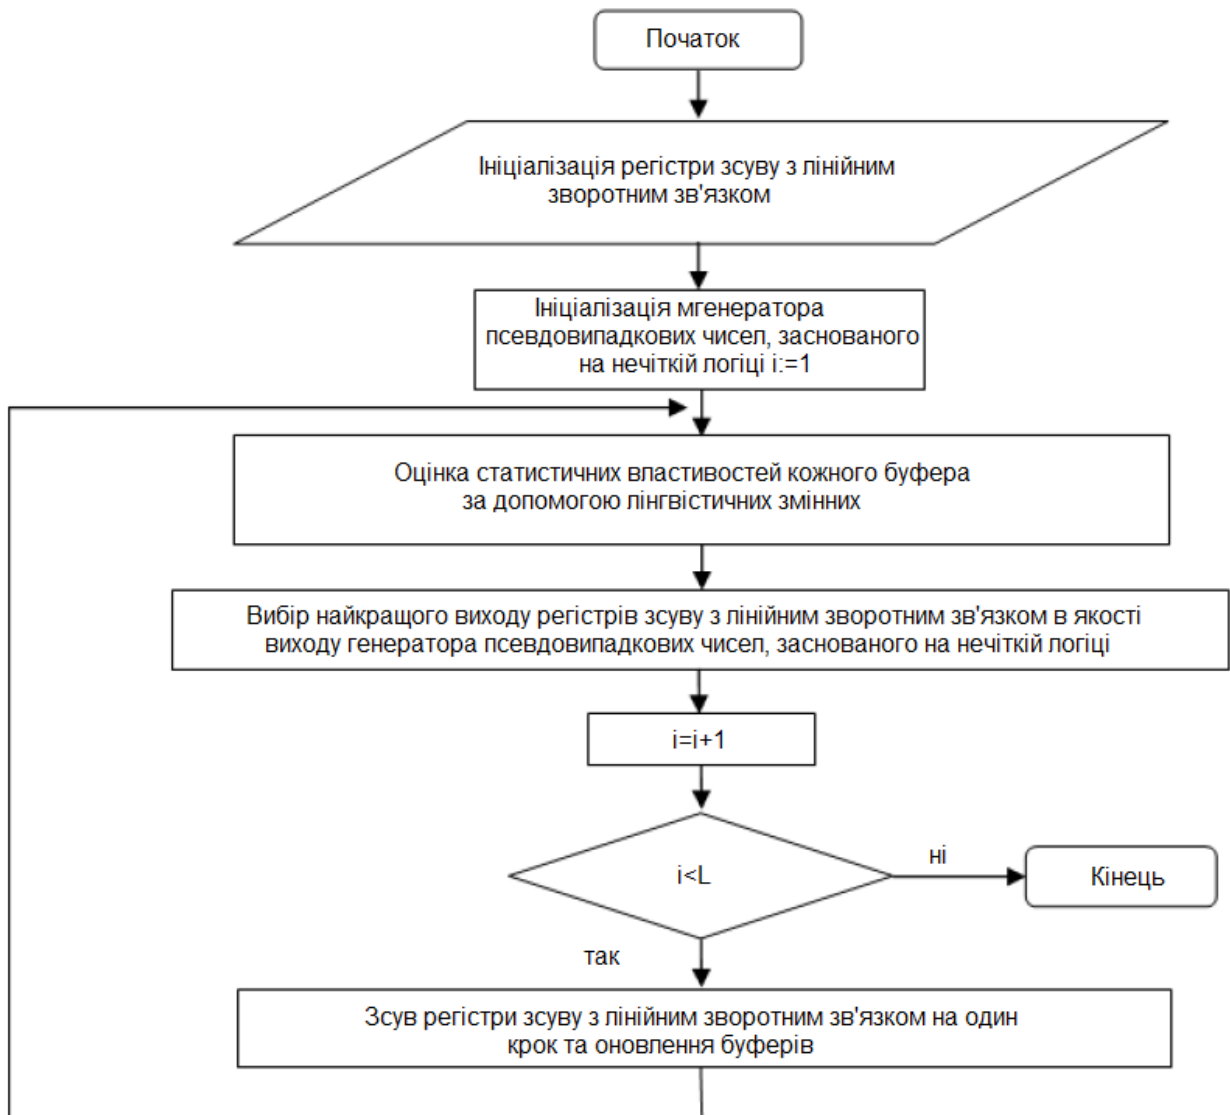 Початок
Ініціалізація регістри зсуву з лінійним
зворотним зв'язком
Ініціалізація мгенератора
псевдовипадкових чисел, заснованого
на нечіткій логіці i:=1
Оцінка статистичних властивостей кожного буфера
за допомогою лінгвістичних змінних
Вибір найкращого виходу регістрів зсуву з лінійним зворотним зв'язком в якості
виходу генератора псевдовипадкових чисел, заснованого на нечіткій логіці
i=i+1
i<L
ні
Кінець
так
Зсув регістри зсуву з лінійним зворотним зв'язком на один
крок та оновлення буферів